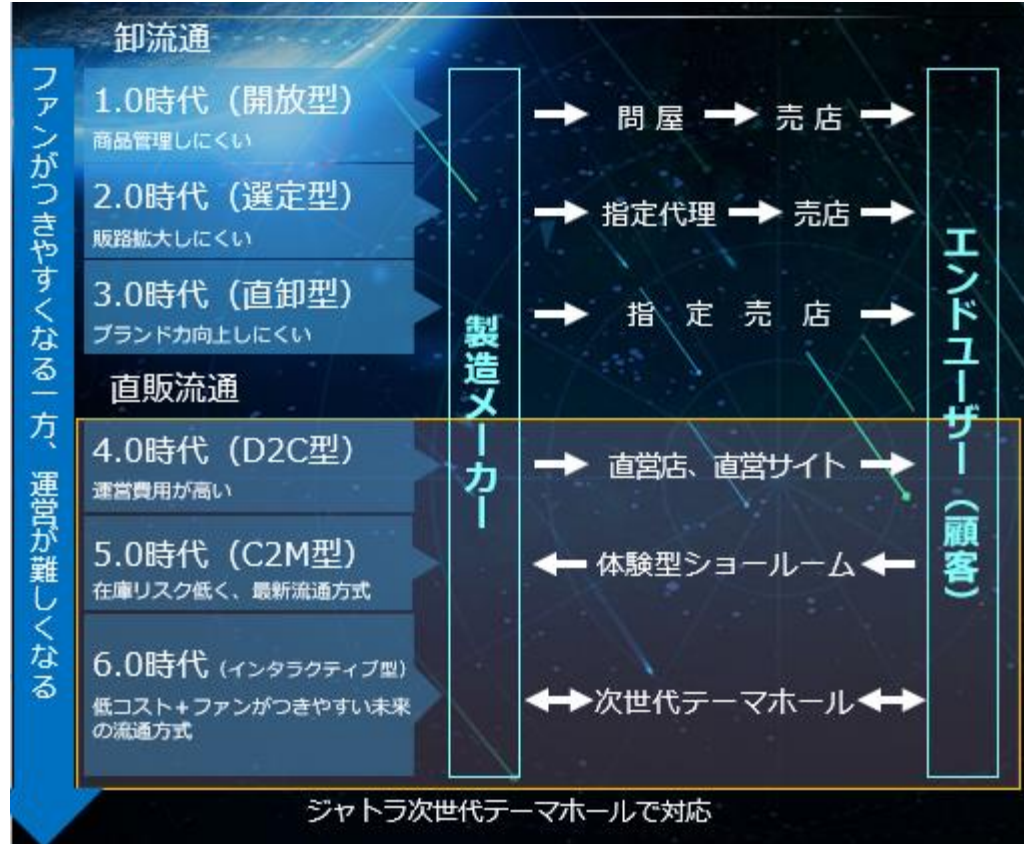 卸流通
ファンがつきやすくなる一方、運営が難しくなる
1.0時代（開放型）
商品管理しにくい
2.0時代（選定型）
販路拡大しにくい
3.0時代（直卸型）
ブランド力向上しにくい
直販流通
4.0時代（D2C型）
運営費用が高い
5.0時代（C2M型）
在庫リスク低く、最新流通方式
6.0時代（インタラクティブ型）
低コスト＋ファンがつきやすい未来
の流通方式
製造メーカー
問屋 売店
指定代理 売店
指定売店
直営店、直営サイト
体験型ショールーム
次世代テーマホール
エンドユーザー（顧客）
ジャトラ次世代テーマホールで対応